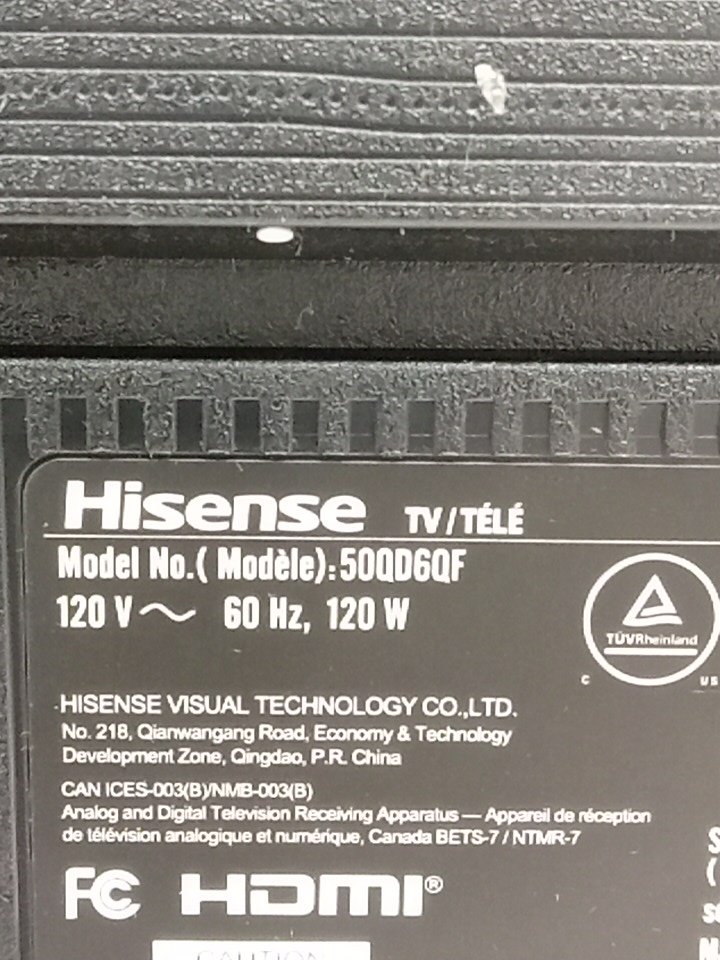 Hisense TV/TÉLÉ
Model No.( Modèle):50QD6QF
120 V～ 60 Hz, 120 W
TÜVRheinland
C US
HISENSE VISUAL TECHNOLOGY CO.,LTD.
No. 218, Qianwangang Road, Economy & Technology
Development Zone, Qingdao, P.R. China
CAN ICES-003(B)/NMB-003(B)
Analog and Digital Television Receiving Apparatus — Appareil de réception
de télévision analogique et numérique, Canada BETS-7 / NTMR-7
FC HDMI®
CAUTION